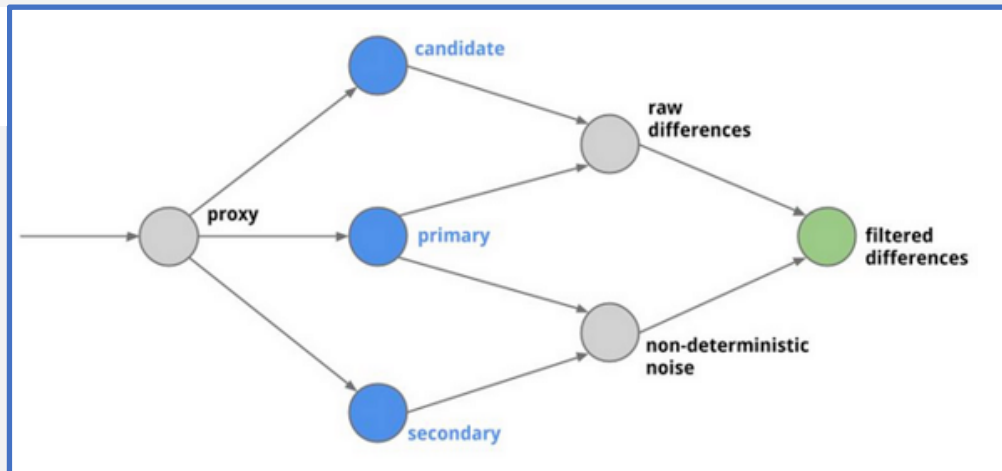 candidate
raw
differences
proxy
primary
filtered
differences
non-deterministic
noise
secondary